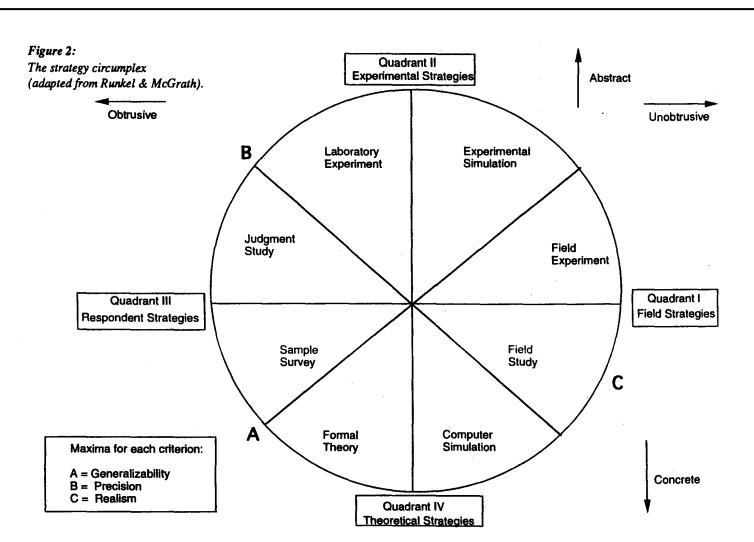 Figure 2:
The strategy circumplex
(adapted from Runkel & McGrath).
Obtrusive
Quadrant II
Experimental Strategies
Abstract
Unobtrusive
B
Laboratory
Experiment
Experimental
Simulation
Judgment
Study
Field
Experiment
Quadrant III
Respondent Strategies
Quadrant I
Field Strategies
Sample
Survey
Field
Study
C
A
Formal
Theory
Computer
Simulation
Maxima for each criterion:
A = Generalizability
B = Precision
C = Realism
Concrete
Quadrant IV
Theoretical Strategies